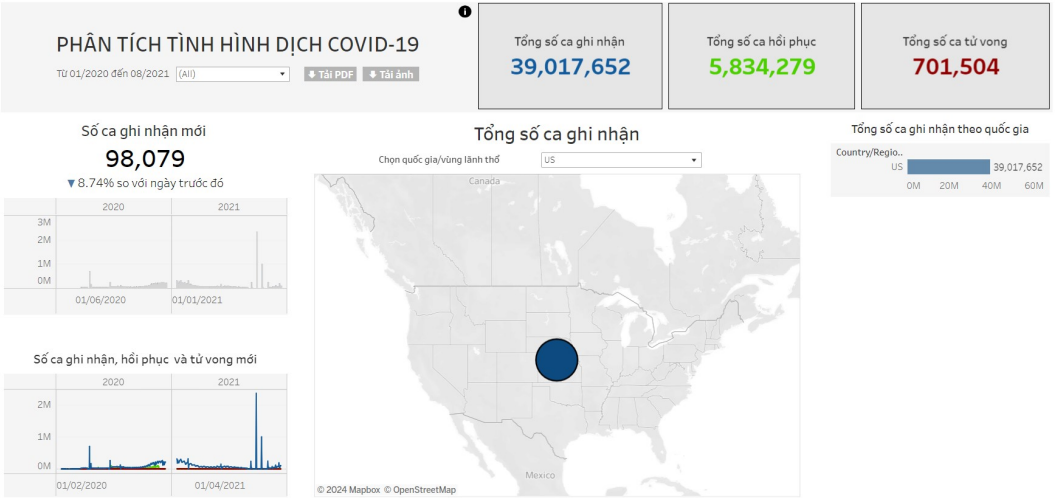 PHÂN TÍCH TÌNH HÌNH DỊCH COVID-19
Từ 01/2020 đến 08/2021 (All) Tải PDF Tải ảnh
Tổng số ca ghi nhận
39,017,652
Tổng số ca hồi phục
5,834,279
Tổng số ca tử vong
701,504
Số ca ghi nhận mới
98,079
▼8.74% so với ngày trước đó
2020 2021
3M
2M
1M
0M
01/06/2020 01/01/2021
Số ca ghi nhận, hồi phục và tử vong mới
2020 2021
2M
1M
0M
01/02/2020 01/04/2021
Tổng số ca ghi nhận
Chọn quốc gia/vùng lãnh thổ US
Canada
Mexico
© 2024 Mapbox © OpenStreetMap
Tổng số ca ghi nhận theo quốc gia
Country/Regio..
US 39,017,652
0M 20M 40M 60M